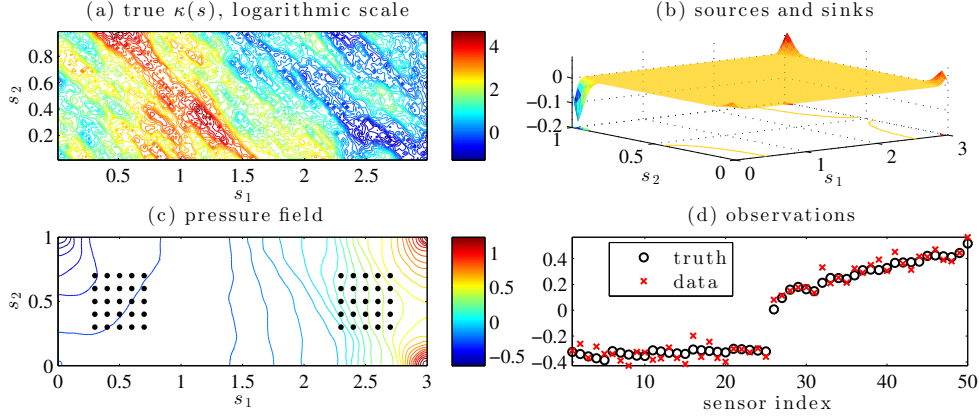 (a) true κ(s), logarithmic scale
0.8
0.6
0.4
0.2
s₂
0.5 1 1.5 2 2.5
s₁
4
2
0
(b) sources and sinks
0
−0.1
−0.2
1
0.5
0
s₂
0
1
2
3
s₁
(c) pressure field
1
0.5
0
s₂
0 0.5 1 1.5 2 2.5 3
s₁
1
0.5
0
−0.5
(d) observations
truth
data
0.4
0.2
0
−0.2
−0.4
10 20 30 40 50
sensor index